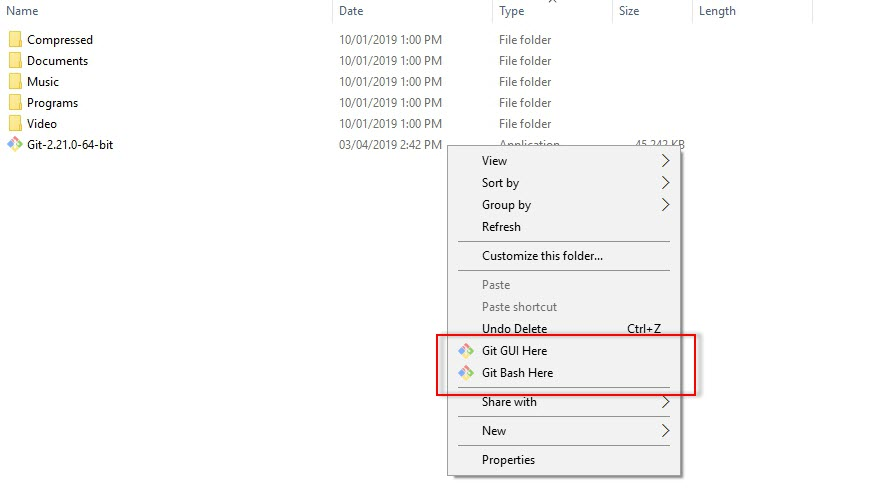 Name Date Type Size Length
Compressed 10/01/2019 1:00 PM File folder
Documents 10/01/2019 1:00 PM File folder
Music 10/01/2019 1:00 PM File folder
Programs 10/01/2019 1:00 PM File folder
Video 10/01/2019 1:00 PM File folder
Git-2.21.0-64-bit 03/04/2019 2:42 PM Application 45,242 KB
View
Sort by
Group by
Refresh
Customize this folder...
Paste
Paste shortcut
Undo Delete Ctrl+Z
Git GUI Here
Git Bash Here
Share with
New
Properties